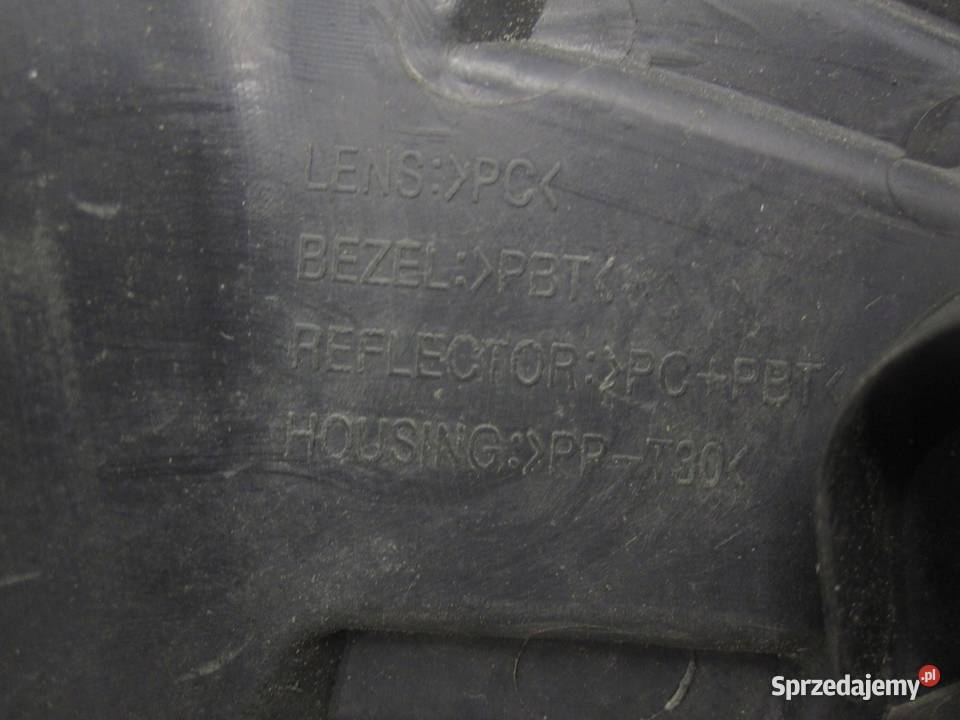 LENS:>PC<
BEZEL:>PBT<
REFLECTOR:>PC+PBT<
HOUSING:>PP-T30<
Sprzedajemy.pl